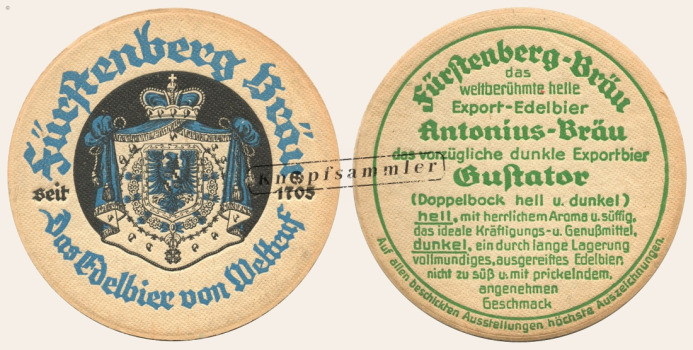 Fürstenberg Bräu
seit 1705
Das Edelbier von Weltruf
Knopfsammler
Fürstenberg-Bräu
das
weltberühmte helle
Export-Edelbier
Antonius-Bräu
das vorzügliche dunkle Exportbier
Gustator
(Doppelbock hell u. dunkel)
hell, mit herrlichem Aroma u. süffig,
das ideale Kräftigungs- u. Genußmittel,
dunkel, ein durch lange Lagerung
vollmundiges, ausgereiftes Edelbier
nicht zu süß u. mit prickelndem,
angenehmen
Geschmack
Auf allen beschickten Ausstellungen höchste Auszeichnungen.